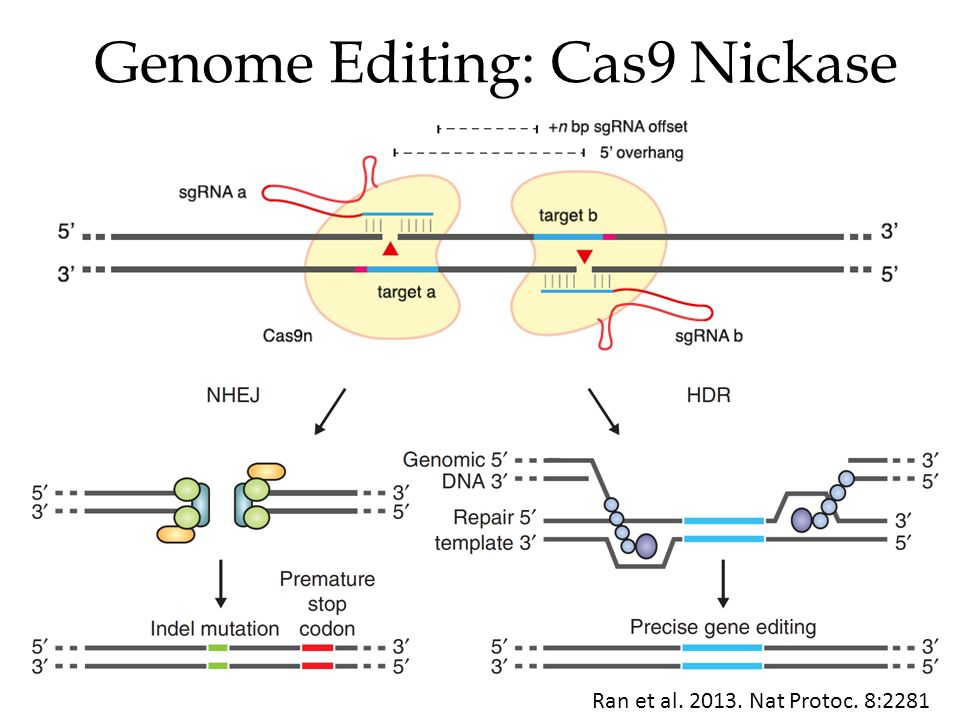 Genome Editing: Cas9 Nickase
+n bp sgRNA offset
5’ overhang
sgRNA a
target b
5’ 3’
3’ 5’
target a
Cas9n
sgRNA b
NHEJ
HDR
5′ 3′
3′ 5′
Genomic 5′ 3′
DNA 3′ 5′
Repair 5′ 3′
template 3′ 5′
Premature
stop
codon
Indel mutation
5′ 3′
3′ 5′
Precise gene editing
5′ 3′
3′ 5′
Ran et al. 2013. Nat Protoc. 8:2281